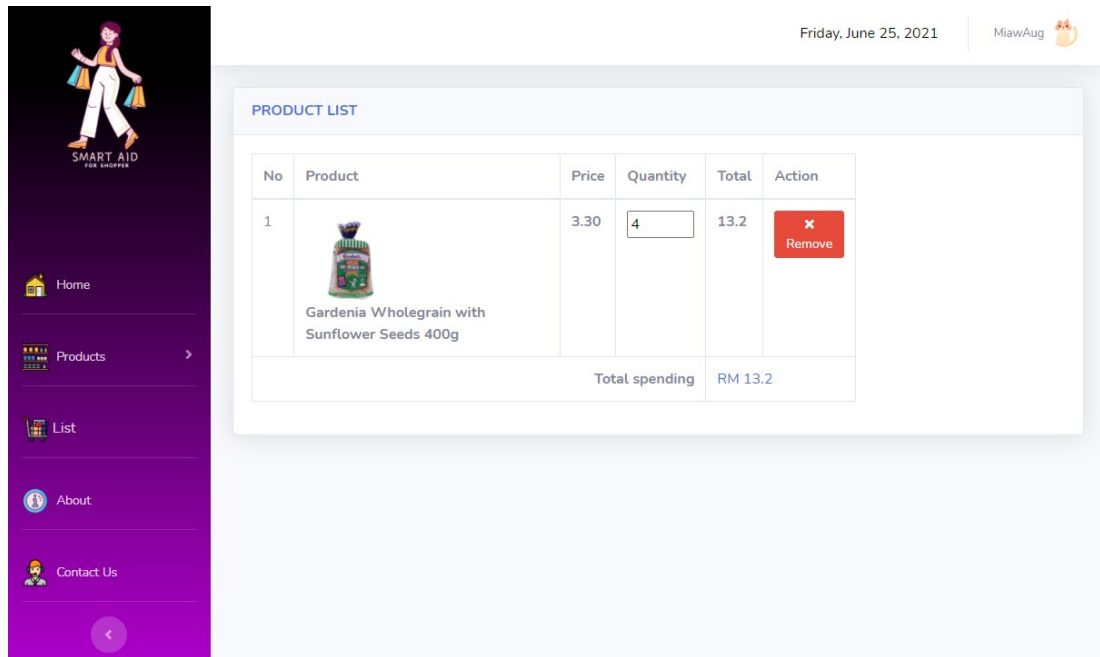 Friday, June 25, 2021
MiawAug
SMART AID
FOR SHOPPER
Home
Products
List
About
Contact Us
PRODUCT LIST
No Product Price Quantity Total Action
1 3.30 4 13.2 Remove
Gardenia Wholegrain with
Sunflower Seeds 400g
Total spending RM 13.2